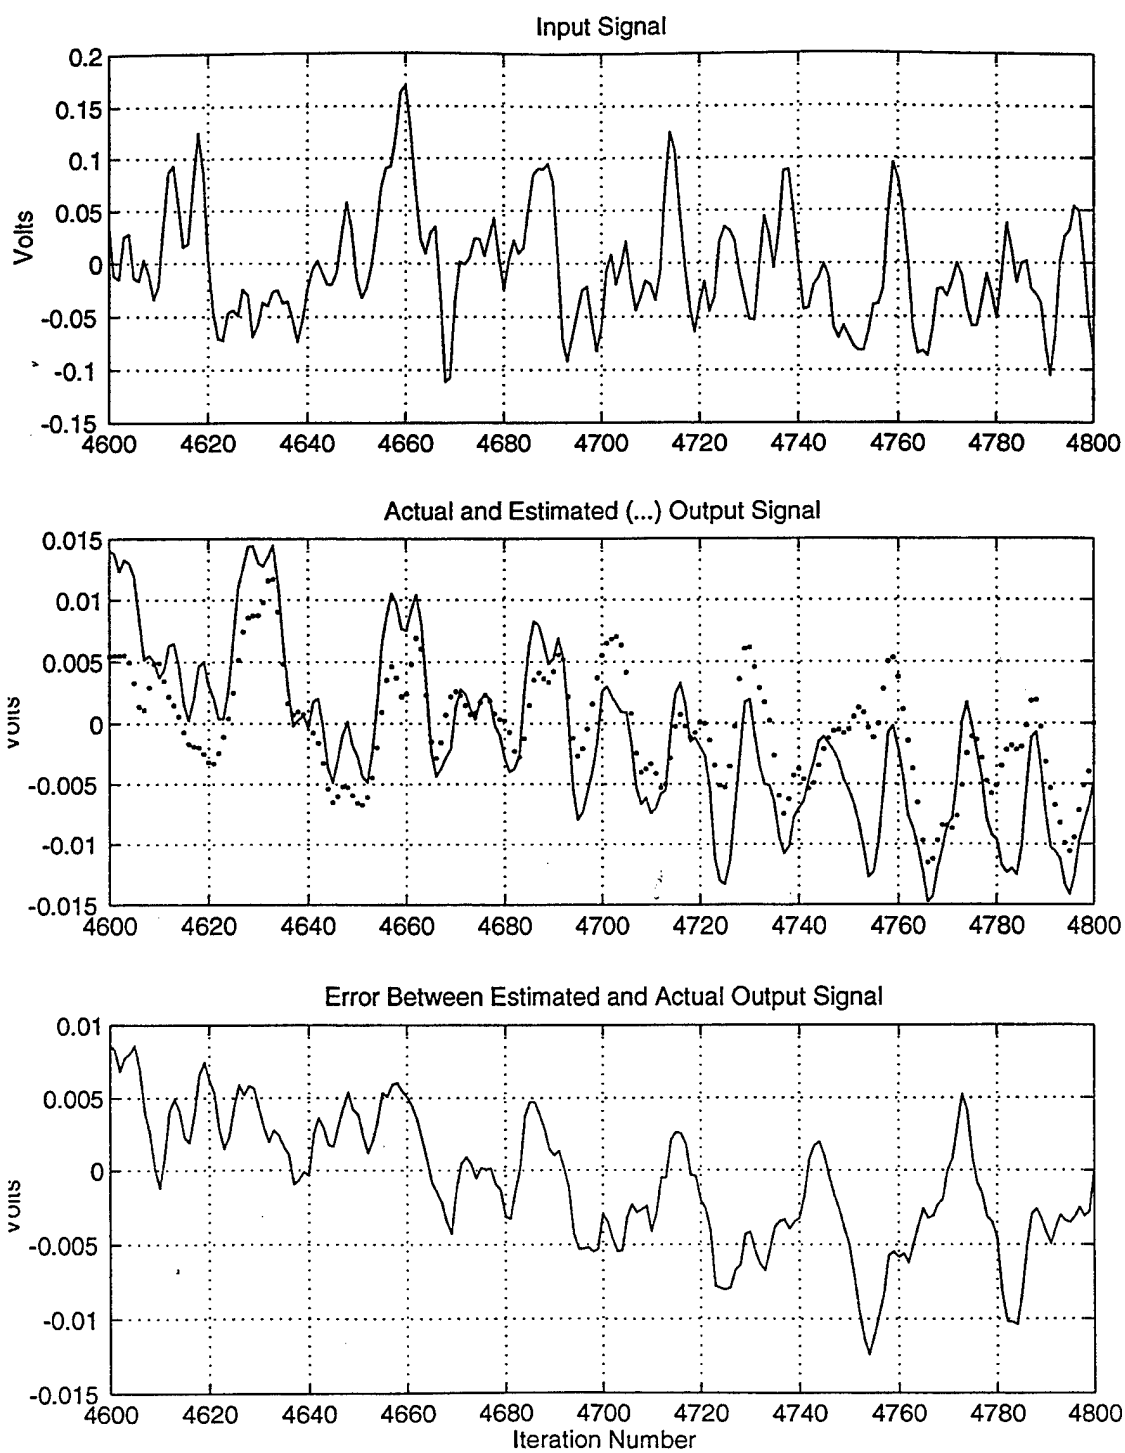 Input Signal
0.2
0.15
0.1
0.05
0
-0.05
-0.1
-0.15
Volts
4600 4620 4640 4660 4680 4700 4720 4740 4760 4780 4800
Actual and Estimated (...) Output Signal
0.015
0.01
0.005
0
-0.005
-0.01
-0.015
volts
4600 4620 4640 4660 4680 4700 4720 4740 4760 4780 4800
Error Between Estimated and Actual Output Signal
0.01
0.005
0
-0.005
-0.01
-0.015
volts
4600 4620 4640 4660 4680 4700 4720 4740 4760 4780 4800
Iteration Number